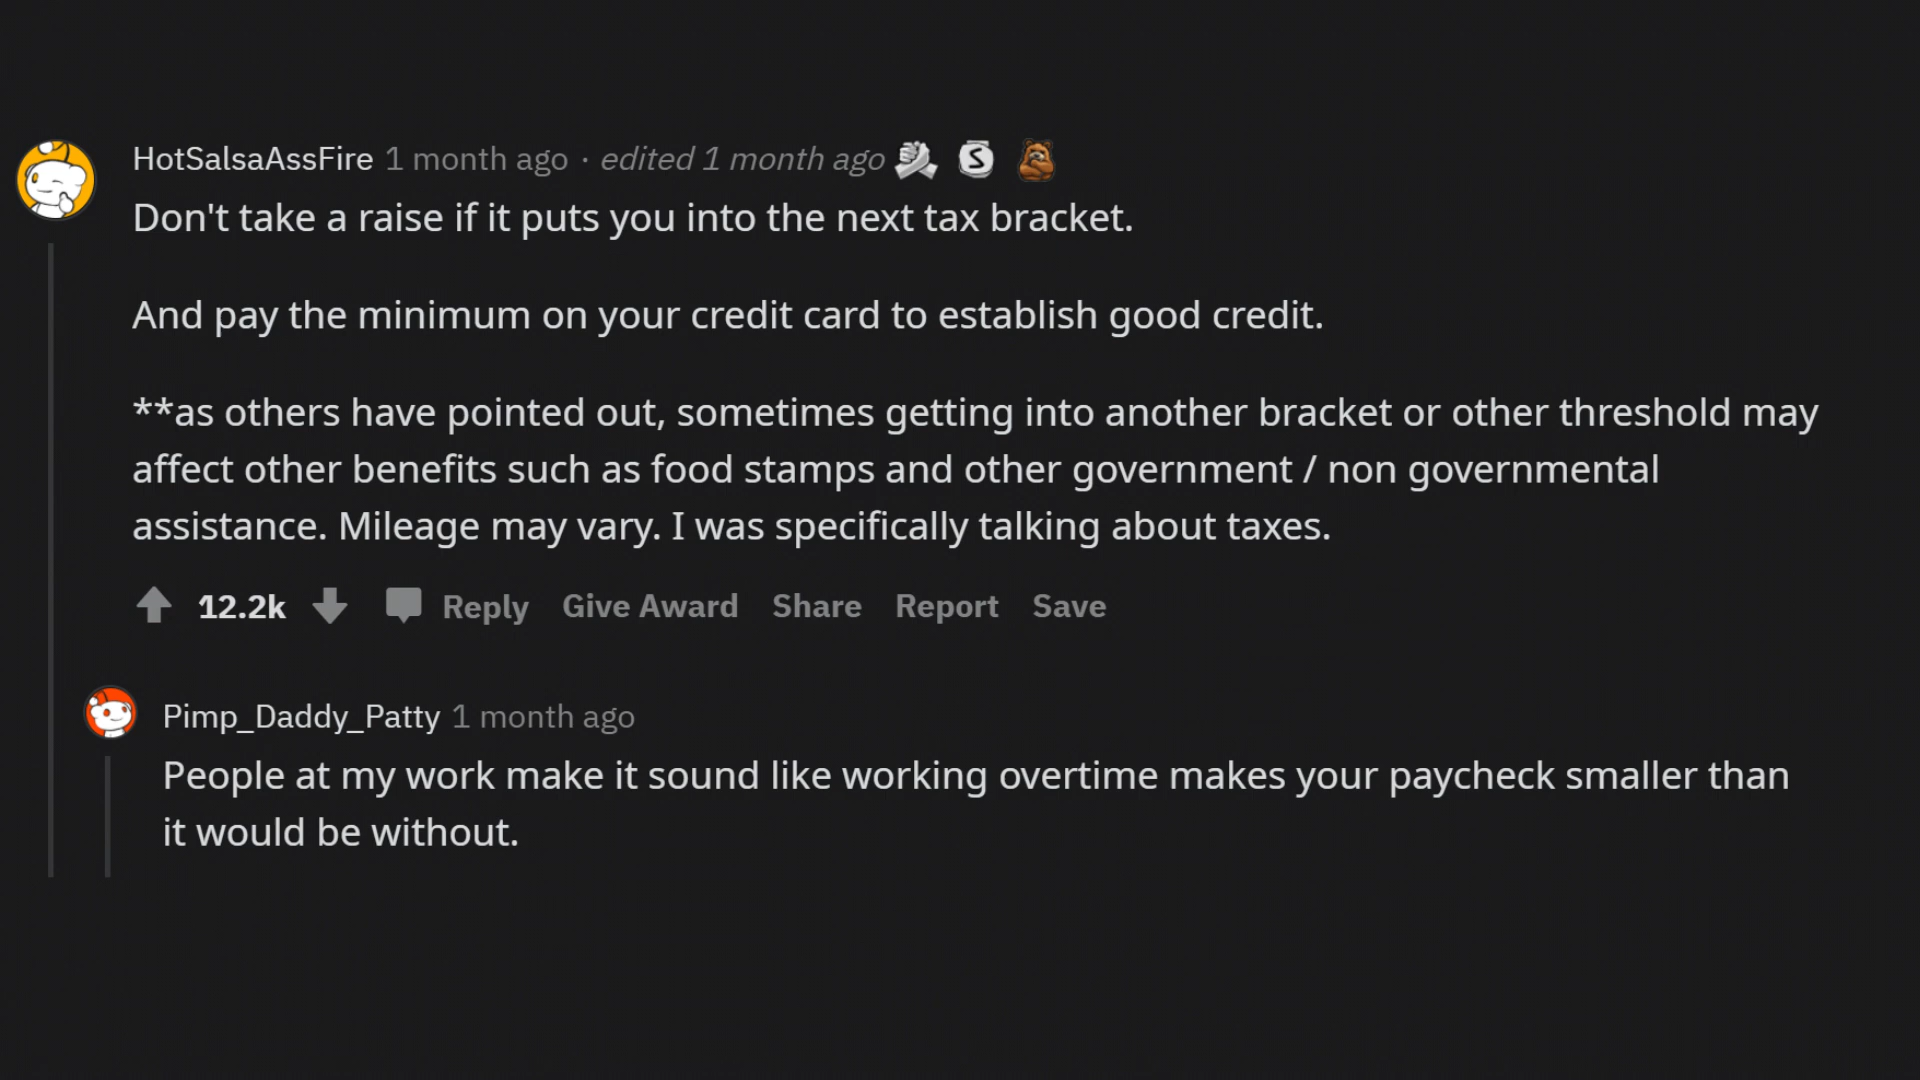 HotSalsaAssFire 1 month ago · edited 1 month ago
Don't take a raise if it puts you into the next tax bracket.
And pay the minimum on your credit card to establish good credit.
**as others have pointed out, sometimes getting into another bracket or other threshold may
affect other benefits such as food stamps and other government / non governmental
assistance. Mileage may vary. I was specifically talking about taxes.
12.2k Reply Give Award Share Report Save
Pimp_Daddy_Patty 1 month ago
People at my work make it sound like working overtime makes your paycheck smaller than
it would be without.